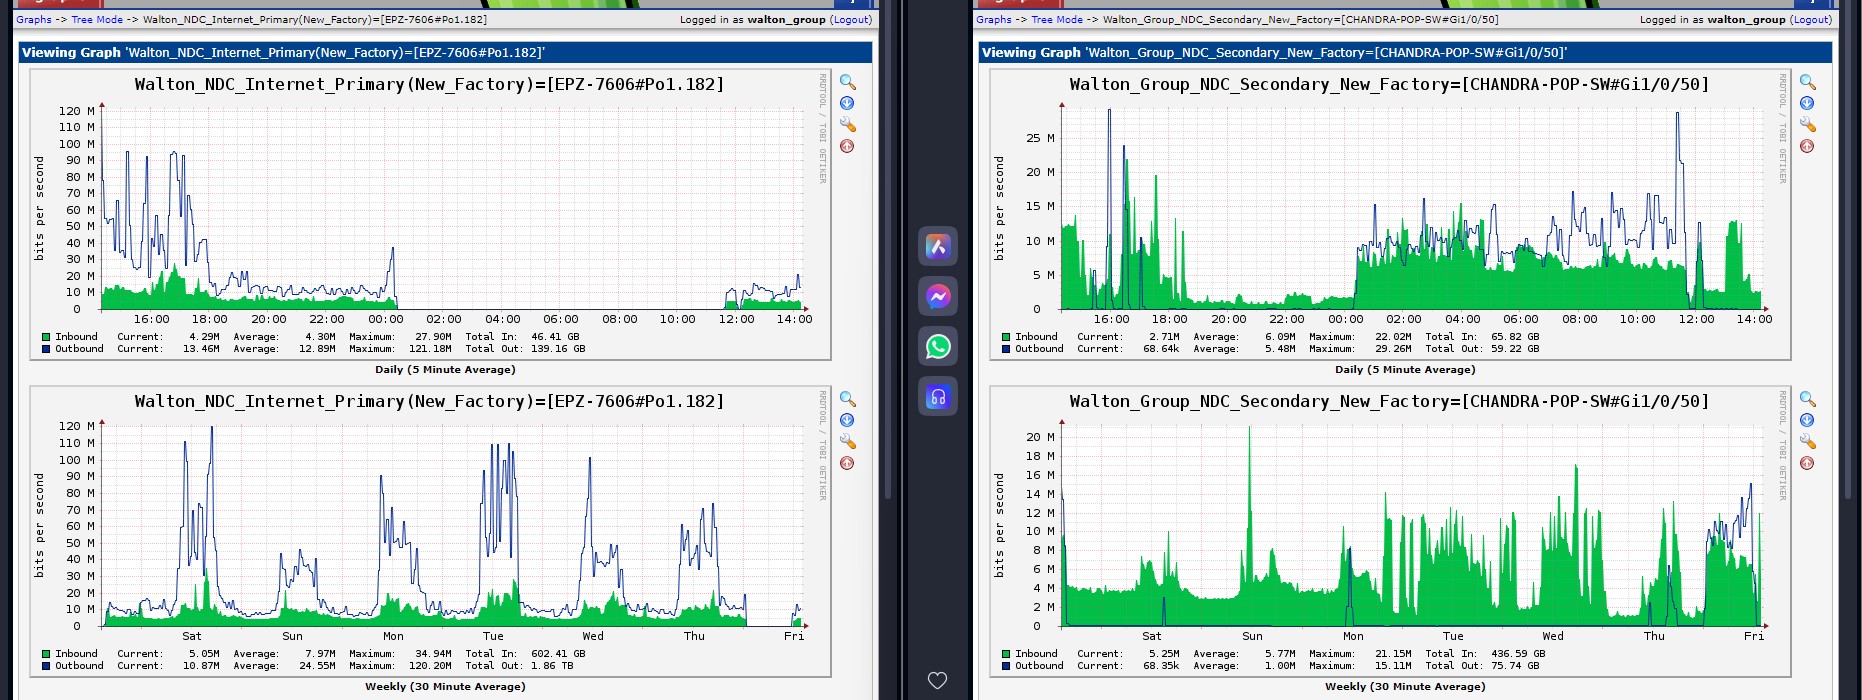 Graphs -> Tree Mode -> Walton_NDC_Internet_Primary(New_Factory)=[EPZ-7606#Po1.182]
Logged in as walton_group (Logout)
Viewing Graph 'Walton_NDC_Internet_Primary(New_Factory)=[EPZ-7606#Po1.182]'
Walton_NDC_Internet_Primary(New_Factory)=[EPZ-7606#Po1.182]
RRDTOOL / TOBI OETIKER
bits per second
120 M
110 M
100 M
90 M
80 M
70 M
60 M
50 M
40 M
30 M
20 M
10 M
0
16:00 18:00 20:00 22:00 00:00 02:00 04:00 06:00 08:00 10:00 12:00 14:00
Inbound Current: 4.29M Average: 4.30M Maximum: 27.90M Total In: 46.41 GB
Outbound Current: 13.46M Average: 12.89M Maximum: 121.18M Total Out: 139.16 GB
Daily (5 Minute Average)
Walton_NDC_Internet_Primary(New_Factory)=[EPZ-7606#Po1.182]
RRDTOOL / TOBI OETIKER
bits per second
120 M
110 M
100 M
90 M
80 M
70 M
60 M
50 M
40 M
30 M
20 M
10 M
0
Sat Sun Mon Tue Wed Thu Fri
Inbound Current: 5.05M Average: 7.97M Maximum: 34.94M Total In: 602.41 GB
Outbound Current: 10.87M Average: 24.55M Maximum: 120.20M Total Out: 1.86 TB
Weekly (30 Minute Average)
Graphs -> Tree Mode -> Walton_Group_NDC_Secondary_New_Factory=[CHANDRA-POP-SW#Gi1/0/50]
Logged in as walton_group (Logout)
Viewing Graph 'Walton_Group_NDC_Secondary_New_Factory=[CHANDRA-POP-SW#Gi1/0/50]'
Walton_Group_NDC_Secondary_New_Factory=[CHANDRA-POP-SW#Gi1/0/50]
RRDTOOL / TOBI OETIKER
bits per second
25 M
20 M
15 M
10 M
5 M
0
16:00 18:00 20:00 22:00 00:00 02:00 04:00 06:00 08:00 10:00 12:00 14:00
Inbound Current: 2.71M Average: 6.09M Maximum: 22.02M Total In: 65.82 GB
Outbound Current: 68.64k Average: 5.48M Maximum: 29.26M Total Out: 59.22 GB
Daily (5 Minute Average)
Walton_Group_NDC_Secondary_New_Factory=[CHANDRA-POP-SW#Gi1/0/50]
RRDTOOL / TOBI OETIKER
bits per second
20 M
18 M
16 M
14 M
12 M
10 M
8 M
6 M
4 M
2 M
0
Sat Sun Mon Tue Wed Thu Fri
Inbound Current: 5.25M Average: 5.77M Maximum: 21.15M Total In: 436.59 GB
Outbound Current: 68.35k Average: 1.00M Maximum: 15.11M Total Out: 75.74 GB
Weekly (30 Minute Average)